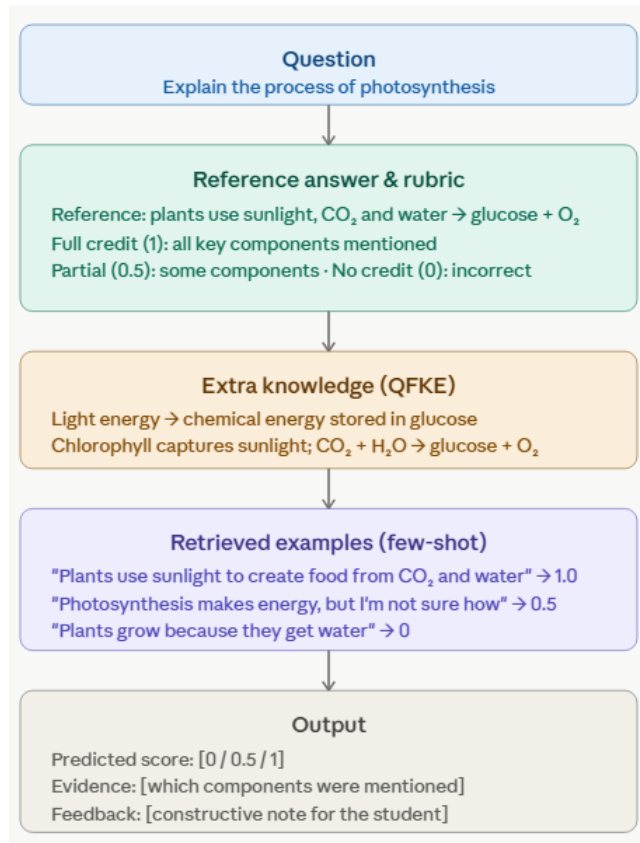 Question
Explain the process of photosynthesis
Reference answer & rubric
Reference: plants use sunlight, CO₂ and water → glucose + O₂
Full credit (1): all key components mentioned
Partial (0.5): some components · No credit (0): incorrect
Extra knowledge (QFKE)
Light energy → chemical energy stored in glucose
Chlorophyll captures sunlight; CO₂ + H₂O → glucose + O₂
Retrieved examples (few-shot)
"Plants use sunlight to create food from CO₂ and water" → 1.0
"Photosynthesis makes energy, but I'm not sure how" → 0.5
"Plants grow because they get water" → 0
Output
Predicted score: [0 / 0.5 / 1]
Evidence: [which components were mentioned]
Feedback: [constructive note for the student]